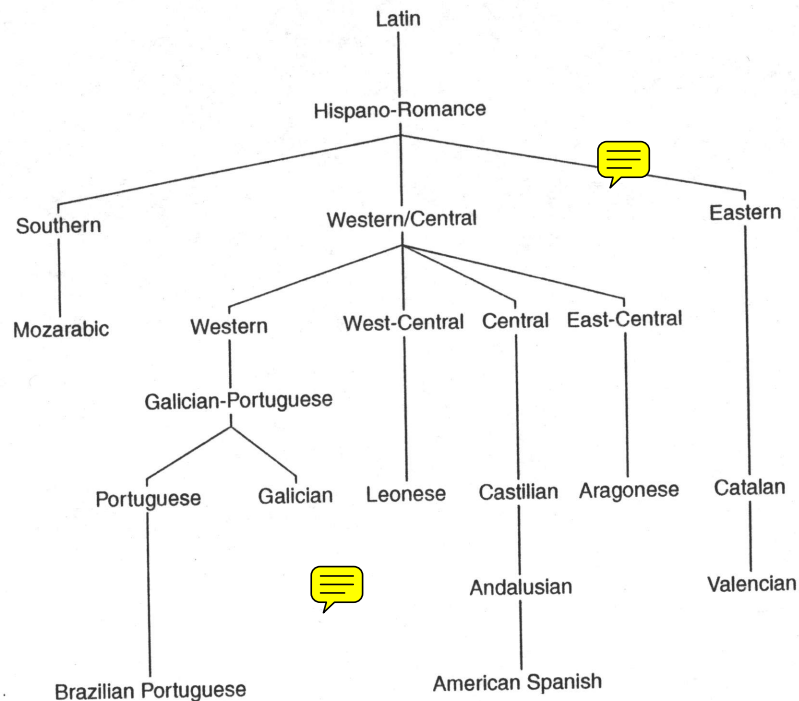 Latin
Hispano-Romance
Southern
Western/Central
Eastern
Mozarabic
Western
West-Central
Central
East-Central
Galician-Portuguese
Portuguese
Galician
Leonese
Castilian
Aragonese
Catalan
Andalusian
Valencian
Brazilian Portuguese
American Spanish